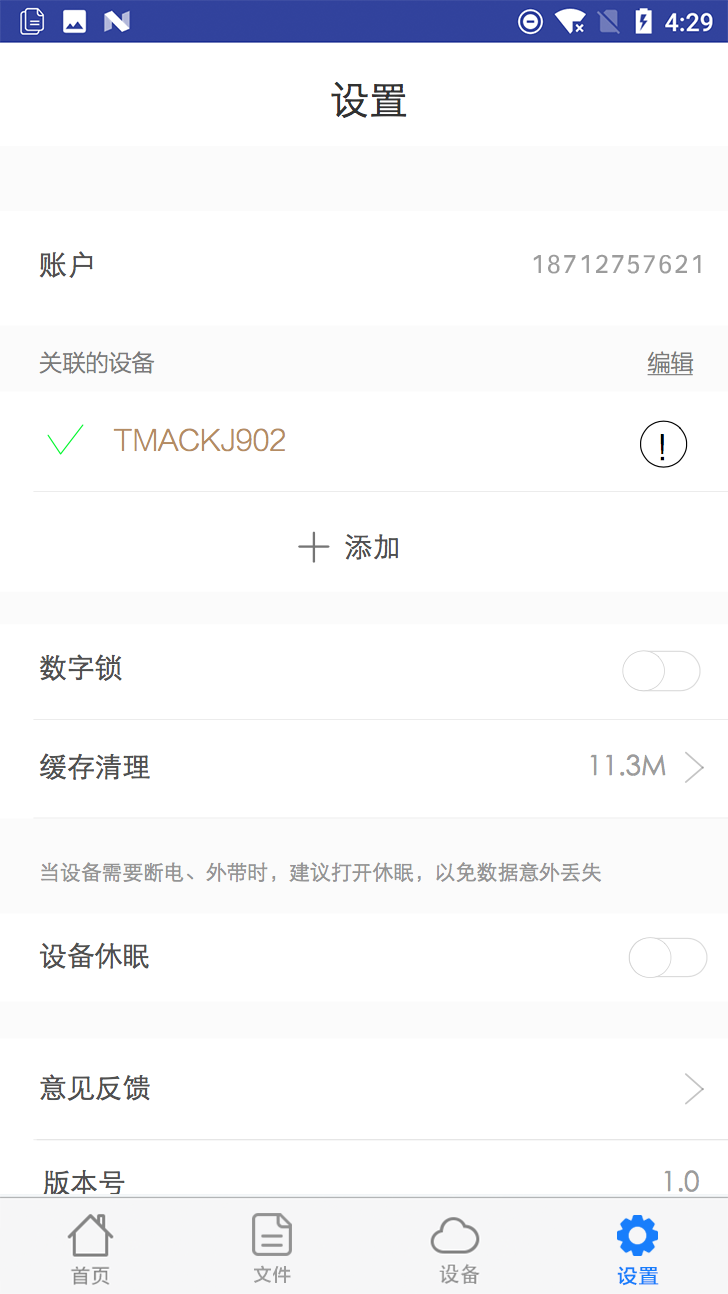 4:29
设置
账户 18712757621
关联的设备 编辑
TMACKJ902
添加
数字锁
缓存清理 11.3M
当设备需要断电、外带时，建议打开休眠，以免数据意外丢失
设备休眠
意见反馈
版本号 1.0
首页 文件 设备 设置